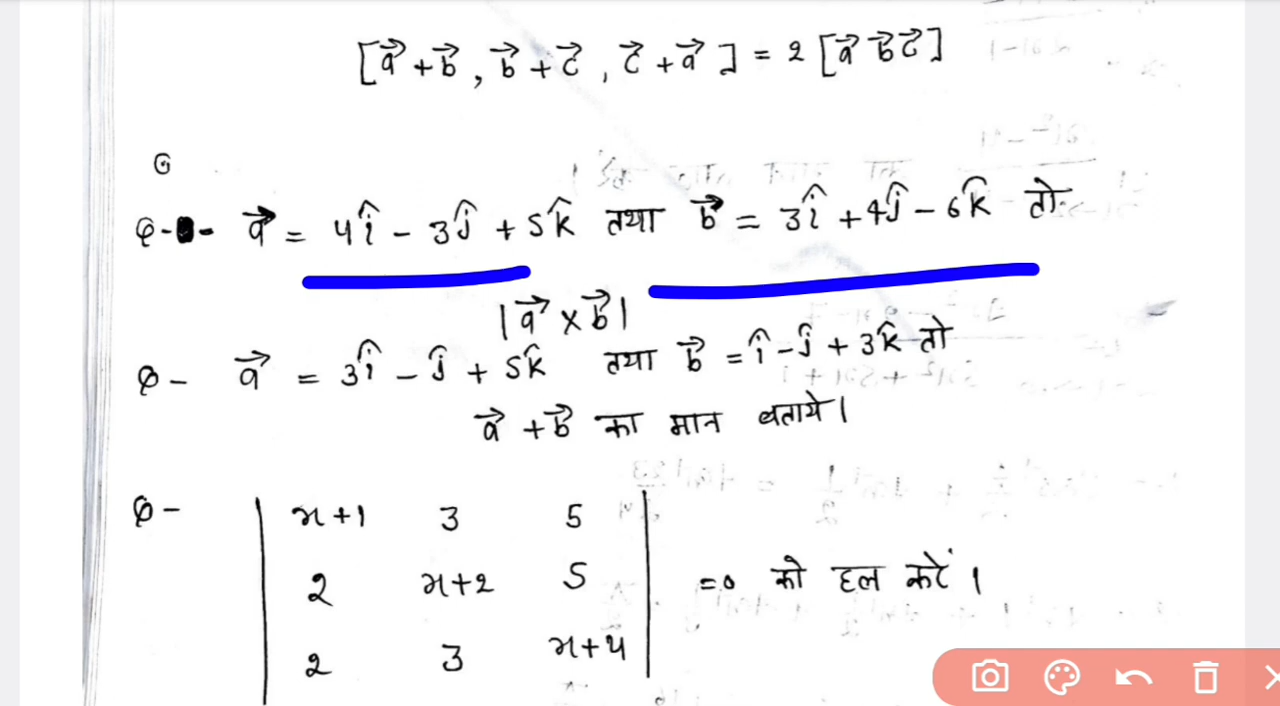 [a⃗ + b⃗, b⃗ + c⃗, c⃗ + a⃗] = 2 [a⃗ b⃗ c⃗]
Q- - a⃗ = 4î - 3ĵ + 5k̂ तथा b⃗ = 3î + 4ĵ - 6k̂ तो
|a⃗ × b⃗|
Q- a⃗ = 3î - ĵ + 5k̂ तथा b⃗ = î - ĵ + 3k̂ तो
a⃗ + b⃗ का मान बताये।
Q- | x+1 3 5 |
| 2 x+2 5 | =0 को हल करें।
| 2 3 x+4 |